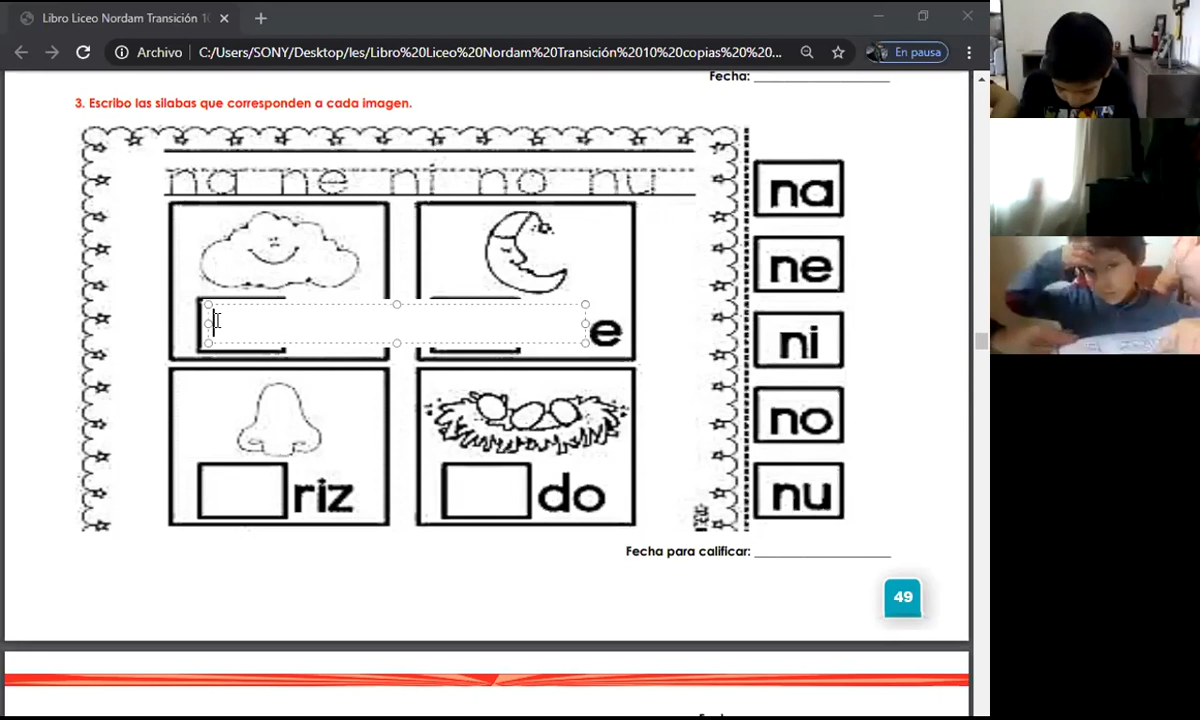 Libro Liceo Nordam Transición 1
Archivo
C:/Users/SONY/Desktop/les/Libro%20Liceo%20Nordam%20Transición%2010%20copias%20%20...
En pausa
Fecha:
3. Escribo las silabas que corresponden a cada imagen.
na ne ni no nu
e
riz
do
na
ne
ni
no
nu
Fecha para calificar:
49